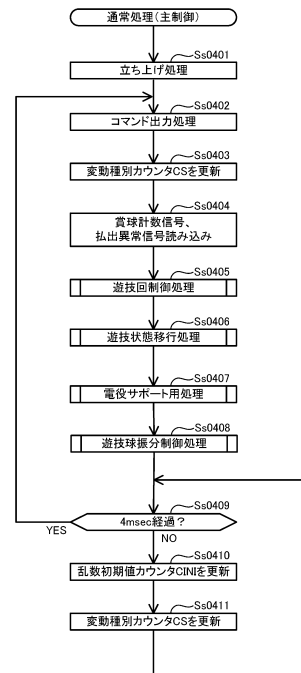 通常処理(主制御)
Ss0401
立ち上げ処理
Ss0402
コマンド出力処理
Ss0403
変動種別カウンタCSを更新
Ss0404
賞球計数信号、
払出異常信号読み込み
Ss0405
遊技回制御処理
Ss0406
遊技状態移行処理
Ss0407
電役サポート用処理
Ss0408
遊技球振分制御処理
Ss0409
4msec経過?
YES
NO
Ss0410
乱数初期値カウンタCINIを更新
Ss0411
変動種別カウンタCSを更新